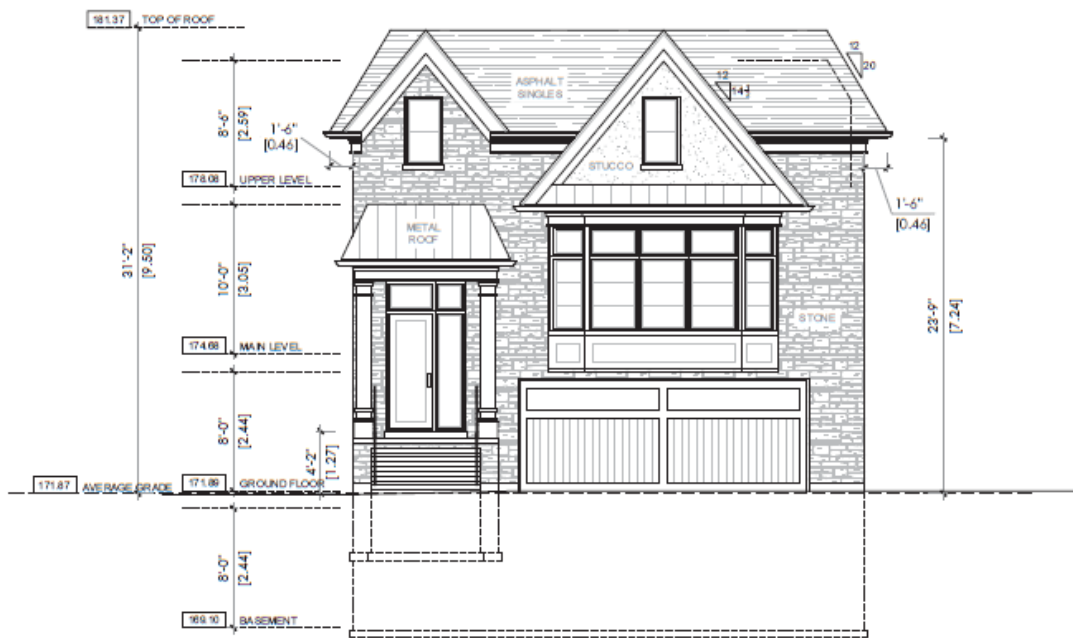 181.37 TOP OF ROOF
12
20
12
14
ASPHALT
SINGLES
8'-6"
[2.59]
1'-6"
[0.46]
STUCCO
178.08 UPPER LEVEL
1'-6"
[0.46]
METAL
ROOF
31'-2"
[9.50]
10'-0"
[3.05]
STONE
23'-9"
[7.24]
174.68 MAIN LEVEL
8'-0"
[2.44]
4'-2"
[1.27]
171.87 AVERAGE GRADE
171.89 GROUND FLOOR
8'-0"
[2.44]
169.10 BASEMENT